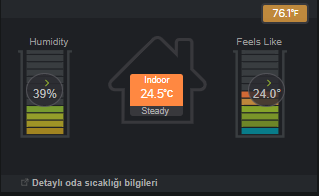 76.1°F
Humidity
Feels Like
39%
Indoor
24.5°C
Steady
24.0°
Detaylı oda sıcaklığı bilgileri